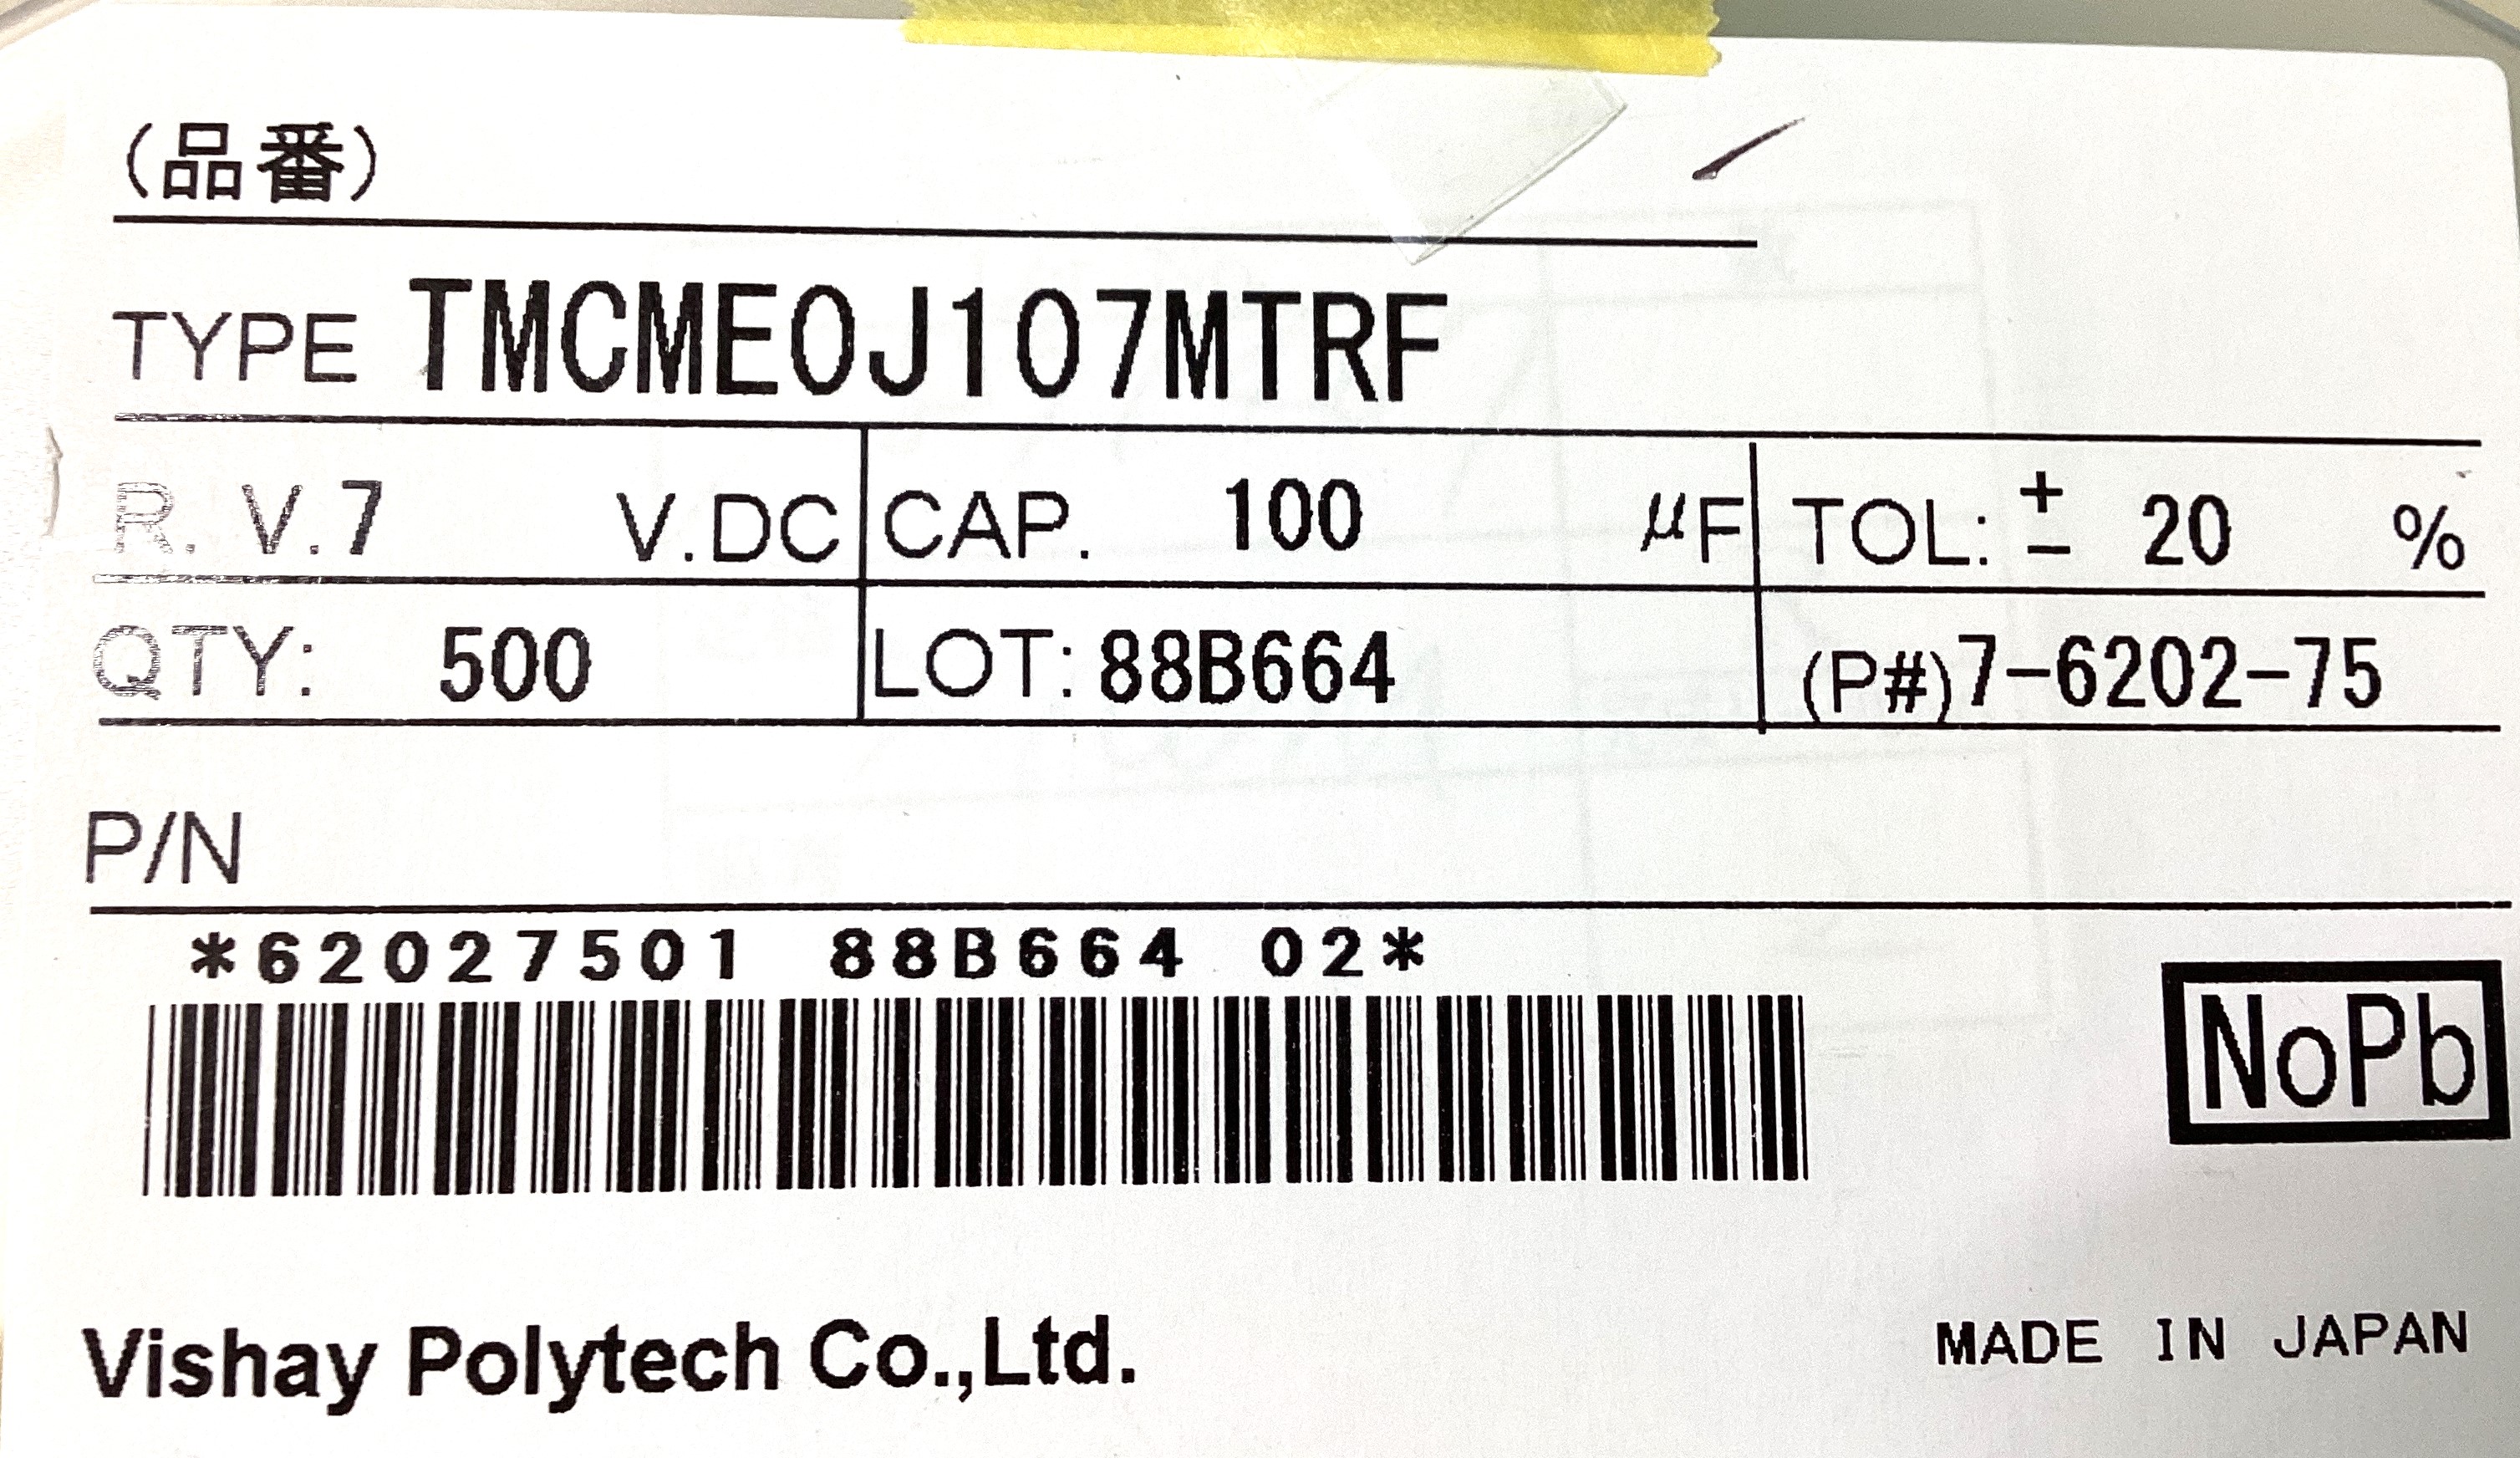 (品番)
TYPE TMCME0J107MTRF
R. V.7 V.DC CAP. 100 μF TOL: ± 20 %
QTY: 500 LOT: 88B664 (P#)7-6202-75
P/N
*62027501 88B664 02*
NoPb
Vishay Polytech Co.,Ltd. MADE IN JAPAN